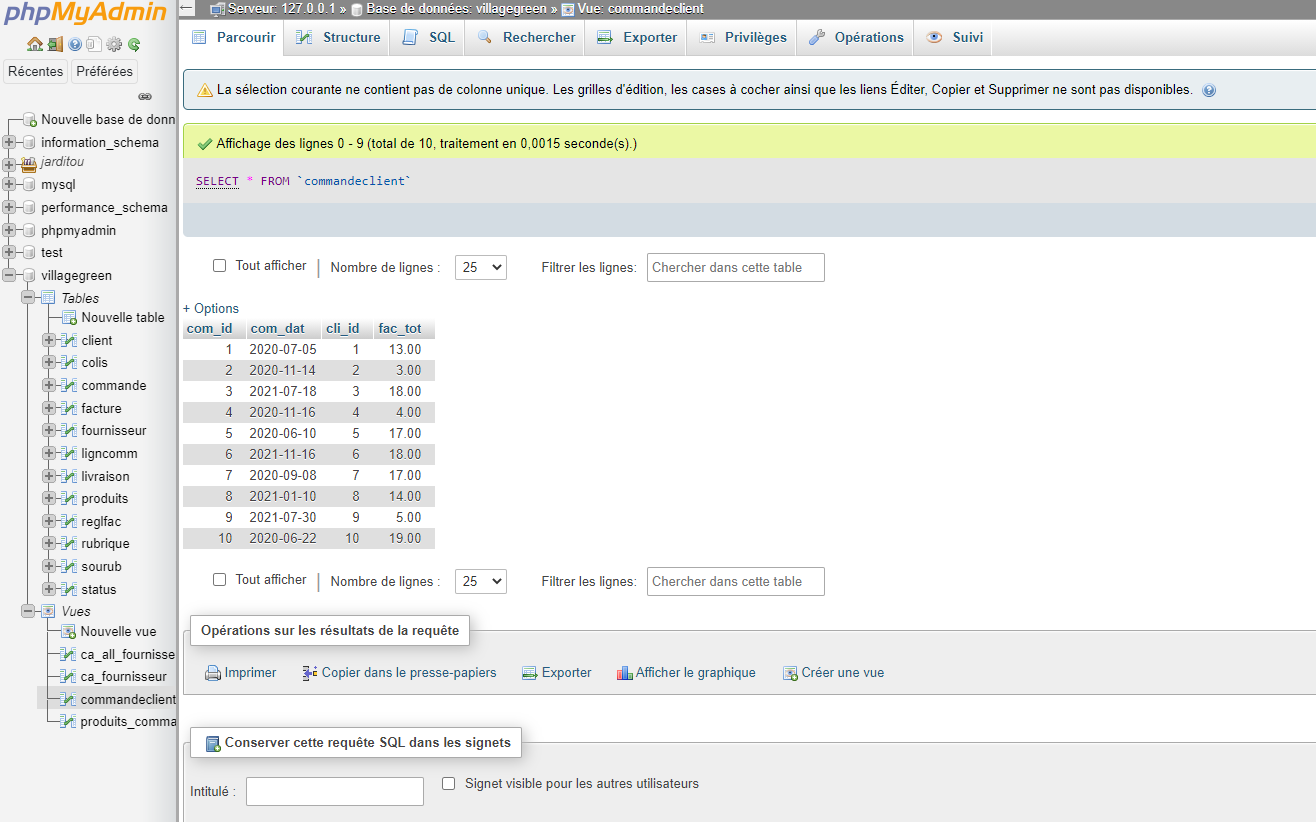 phpMyAdmin
Récentes Préférées
Nouvelle base de donn
information_schema
jarditou
mysql
performance_schema
phpmyadmin
test
villagegreen
Tables
Nouvelle table
client
colis
commande
facture
fournisseur
ligncomm
livraison
produits
reglfac
rubrique
sourub
status
Vues
Nouvelle vue
ca_all_fournisse
ca_fournisseur
commandeclient
produits_comma
Serveur: 127.0.0.1 » Base de données: villagegreen » Vue: commandeclient
Parcourir Structure SQL Rechercher Exporter Privilèges Opérations Suivi
La sélection courante ne contient pas de colonne unique. Les grilles d'édition, les cases à cocher ainsi que les liens Éditer, Copier et Supprimer ne sont pas disponibles.
Affichage des lignes 0 - 9 (total de 10, traitement en 0,0015 seconde(s).)
SELECT * FROM `commandeclient`
Tout afficher | Nombre de lignes : 25 Filtrer les lignes: Chercher dans cette table
+ Options
com_id com_dat cli_id fac_tot
1 2020-07-05 1 13.00
2 2020-11-14 2 3.00
3 2021-07-18 3 18.00
4 2020-11-16 4 4.00
5 2020-06-10 5 17.00
6 2021-11-16 6 18.00
7 2020-09-08 7 17.00
8 2021-01-10 8 14.00
9 2021-07-30 9 5.00
10 2020-06-22 10 19.00
Tout afficher | Nombre de lignes : 25 Filtrer les lignes: Chercher dans cette table
Opérations sur les résultats de la requête
Imprimer Copier dans le presse-papiers Exporter Afficher le graphique Créer une vue
Conserver cette requête SQL dans les signets
Intitulé : Signet visible pour les autres utilisateurs